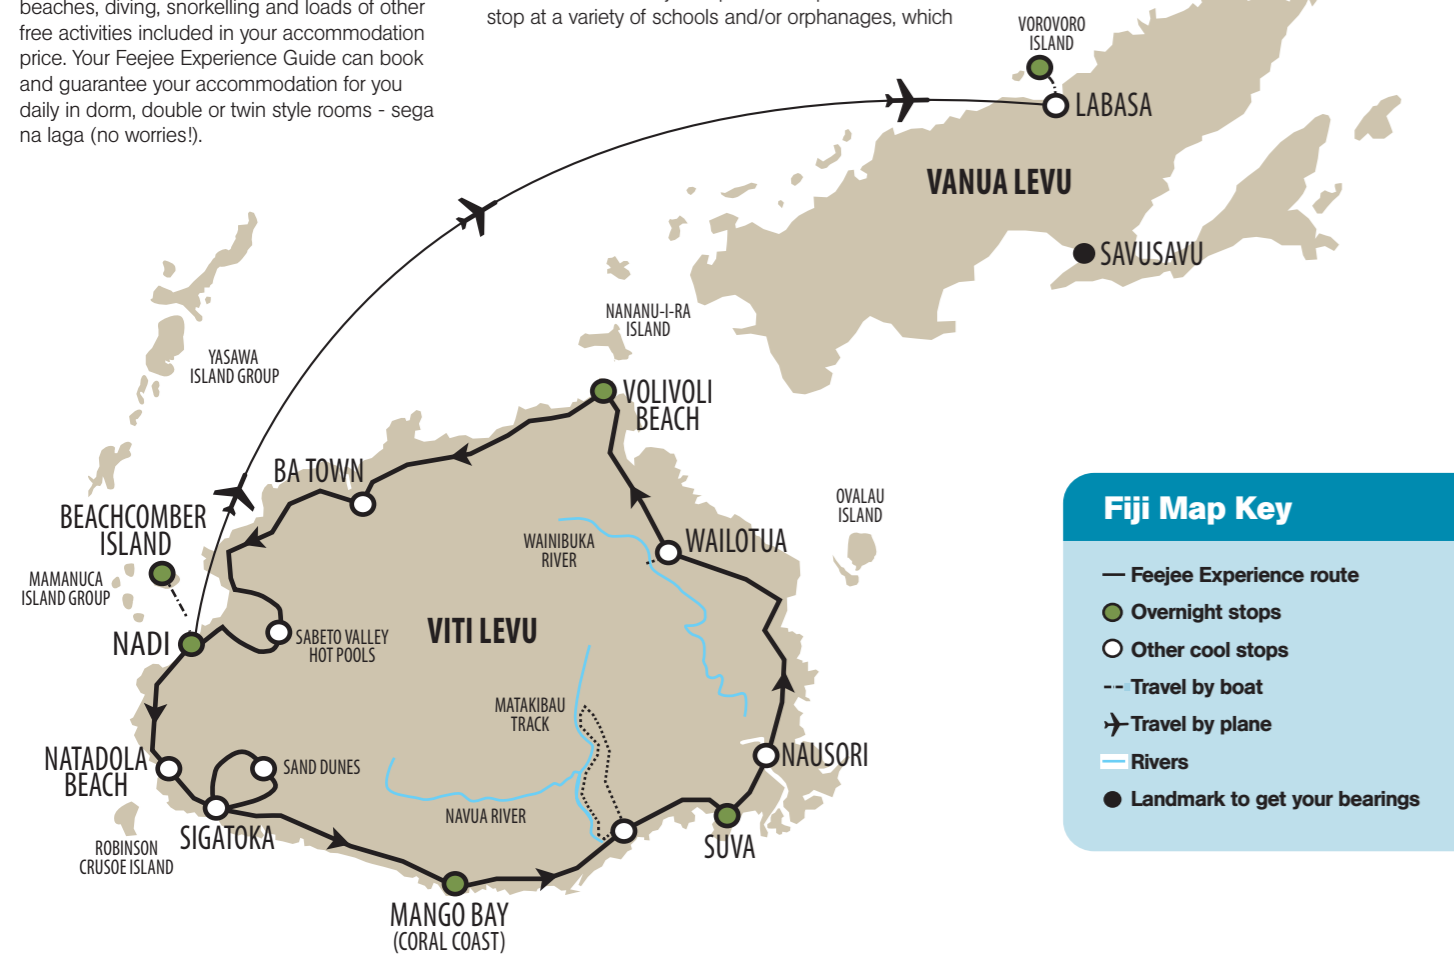 beaches, diving, snorkelling and loads of other
free activities included in your accommodation
price. Your Feejee Experience Guide can book
and guarantee your accommodation for you
daily in dorm, double or twin style rooms - sega
na laga (no worries!).
stop at a variety of schools and/or orphanages, which
VOROVORO
ISLAND
LABASA
VANUA LEVU
SAVUSAVU
NANANU-I-RA
ISLAND
YASAWA
ISLAND GROUP
VOLIVOLI
BEACH
BA TOWN
BEACHCOMBER
ISLAND
MAMANUCA
ISLAND GROUP
NADI
SABETO VALLEY
HOT POOLS
VITI LEVU
WAINIBUKA
RIVER
WAILOTUA
OVALAU
ISLAND
MATAKIBAU
TRACK
NATADOLA
BEACH
SAND DUNES
NAUSORI
NAVUA RIVER
SIGATOKA
SUVA
ROBINSON
CRUSOE ISLAND
MANGO BAY
(CORAL COAST)
Fiji Map Key
Feejee Experience route
Overnight stops
Other cool stops
Travel by boat
Travel by plane
Rivers
Landmark to get your bearings